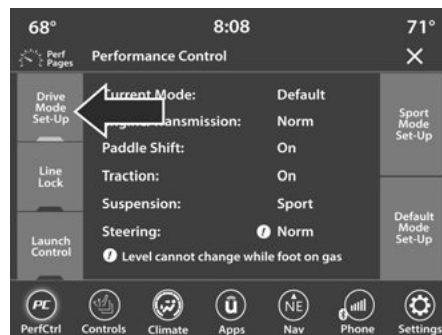 68° 8:08 71°
Perf
Pages
Performance Control
Drive
Mode
Set-Up
Line
Lock
Launch
Control
Current Mode: Default
Transmission: Norm
Paddle Shift: On
Traction: On
Suspension: Sport
Steering: Norm
Level cannot change while foot on gas
Sport
Mode
Set-Up
Default
Mode
Set-Up
PC
PerfCtrl
Controls
Climate
ū
Apps
NE
Nav
Phone
Settings